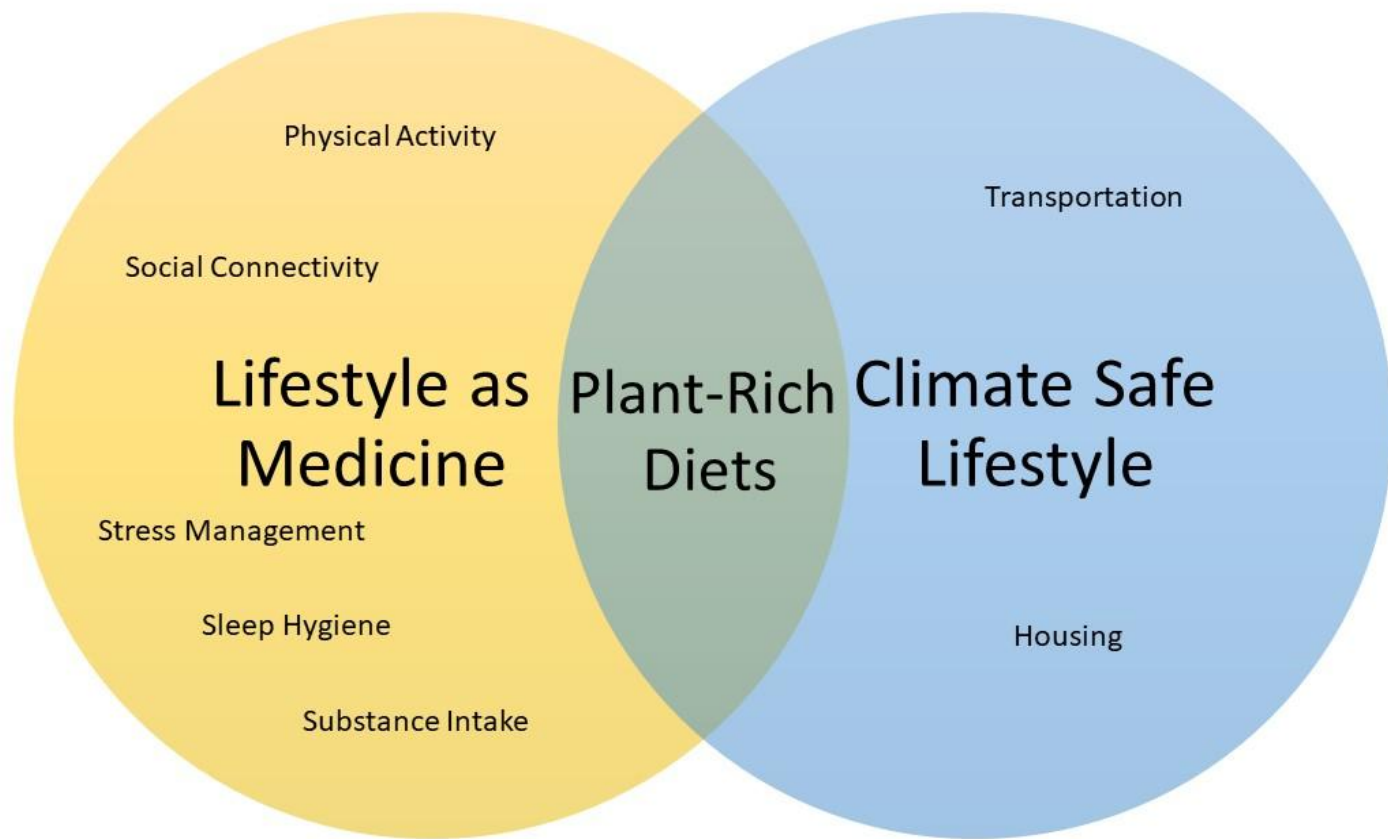 Physical Activity
Social Connectivity
Lifestyle as
Medicine
Stress Management
Sleep Hygiene
Substance Intake
Plant-Rich
Diets
Transportation
Climate Safe
Lifestyle
Housing